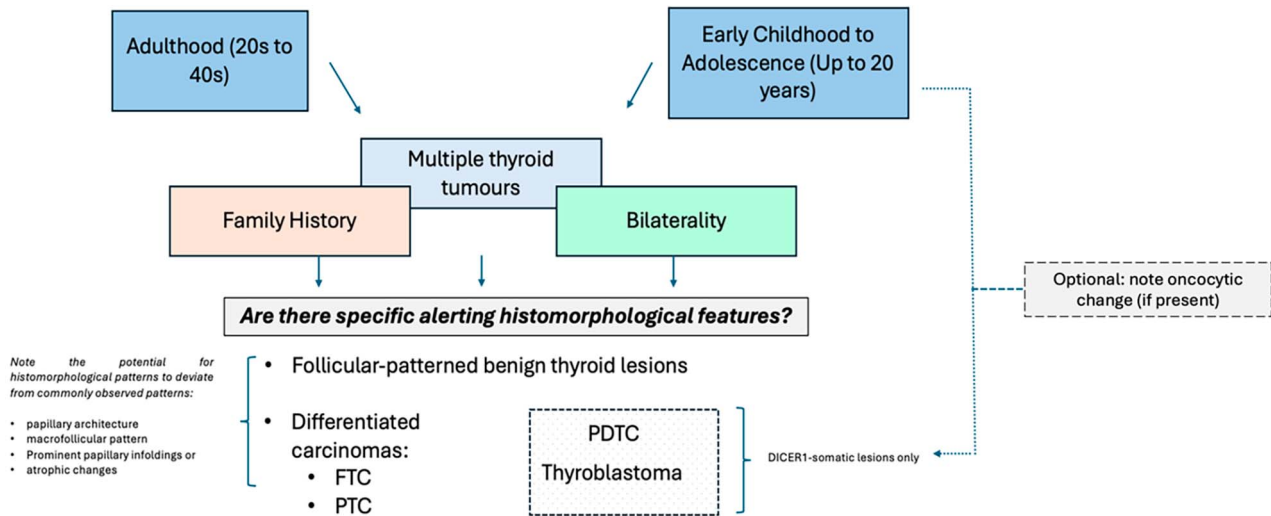 Adulthood (20s to
40s)
Early Childhood to
Adolescence (Up to 20
years)
Multiple thyroid
tumours
Family History
Bilaterality
Optional: note oncocytic
change (if present)
Are there specific alerting histomorphological features?
Note the potential for
histomorphological patterns to deviate
from commonly observed patterns:
• papillary architecture
• macrofollicular pattern
• Prominent papillary infoldings or
• atrophic changes
• Follicular-patterned benign thyroid lesions
• Differentiated
carcinomas:
• FTC
• PTC
PDTC
Thyroblastoma
DICER1-somatic lesions only